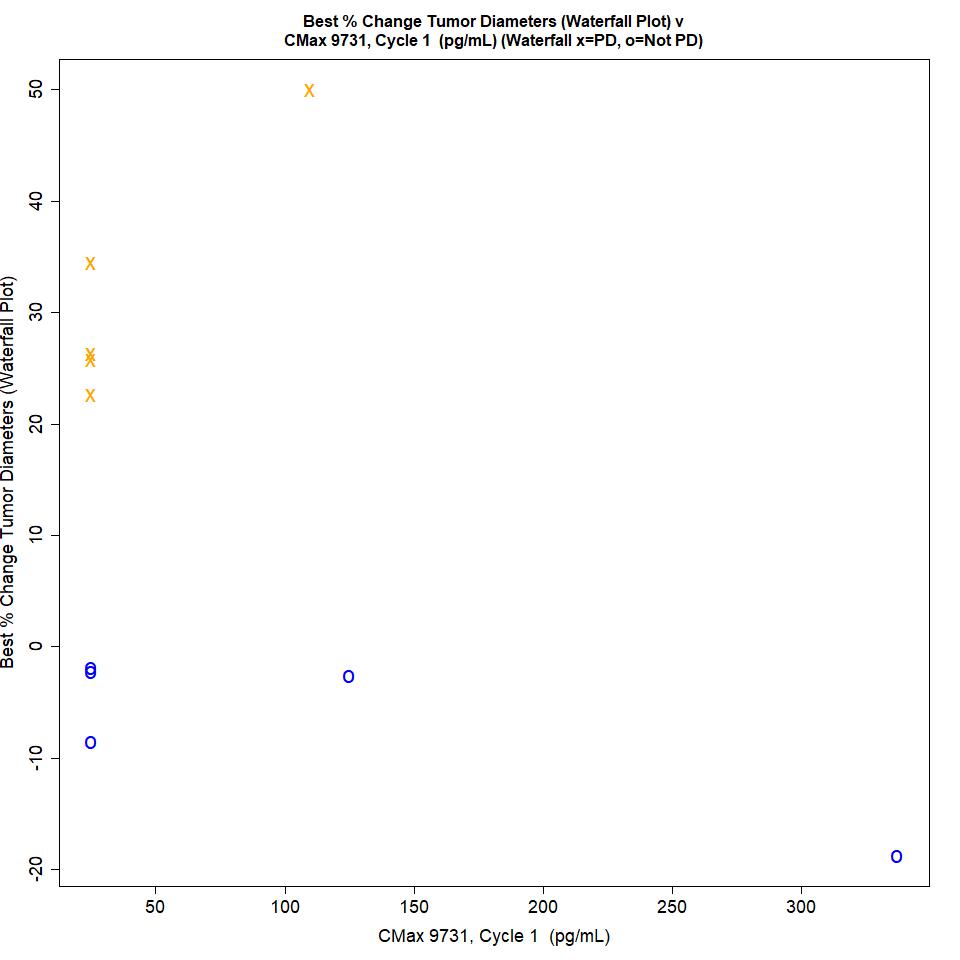 Best % Change Tumor Diameters (Waterfall Plot) v
CMax 9731, Cycle 1  (pg/mL) (Waterfall x=PD, o=Not PD)
Best % Change Tumor Diameters (Waterfall Plot)
50
40
30
20
10
0
-10
-20
X
X
X
X
X
O
O
O
O
O
50
100
150
200
250
300
CMax 9731, Cycle 1  (pg/mL)